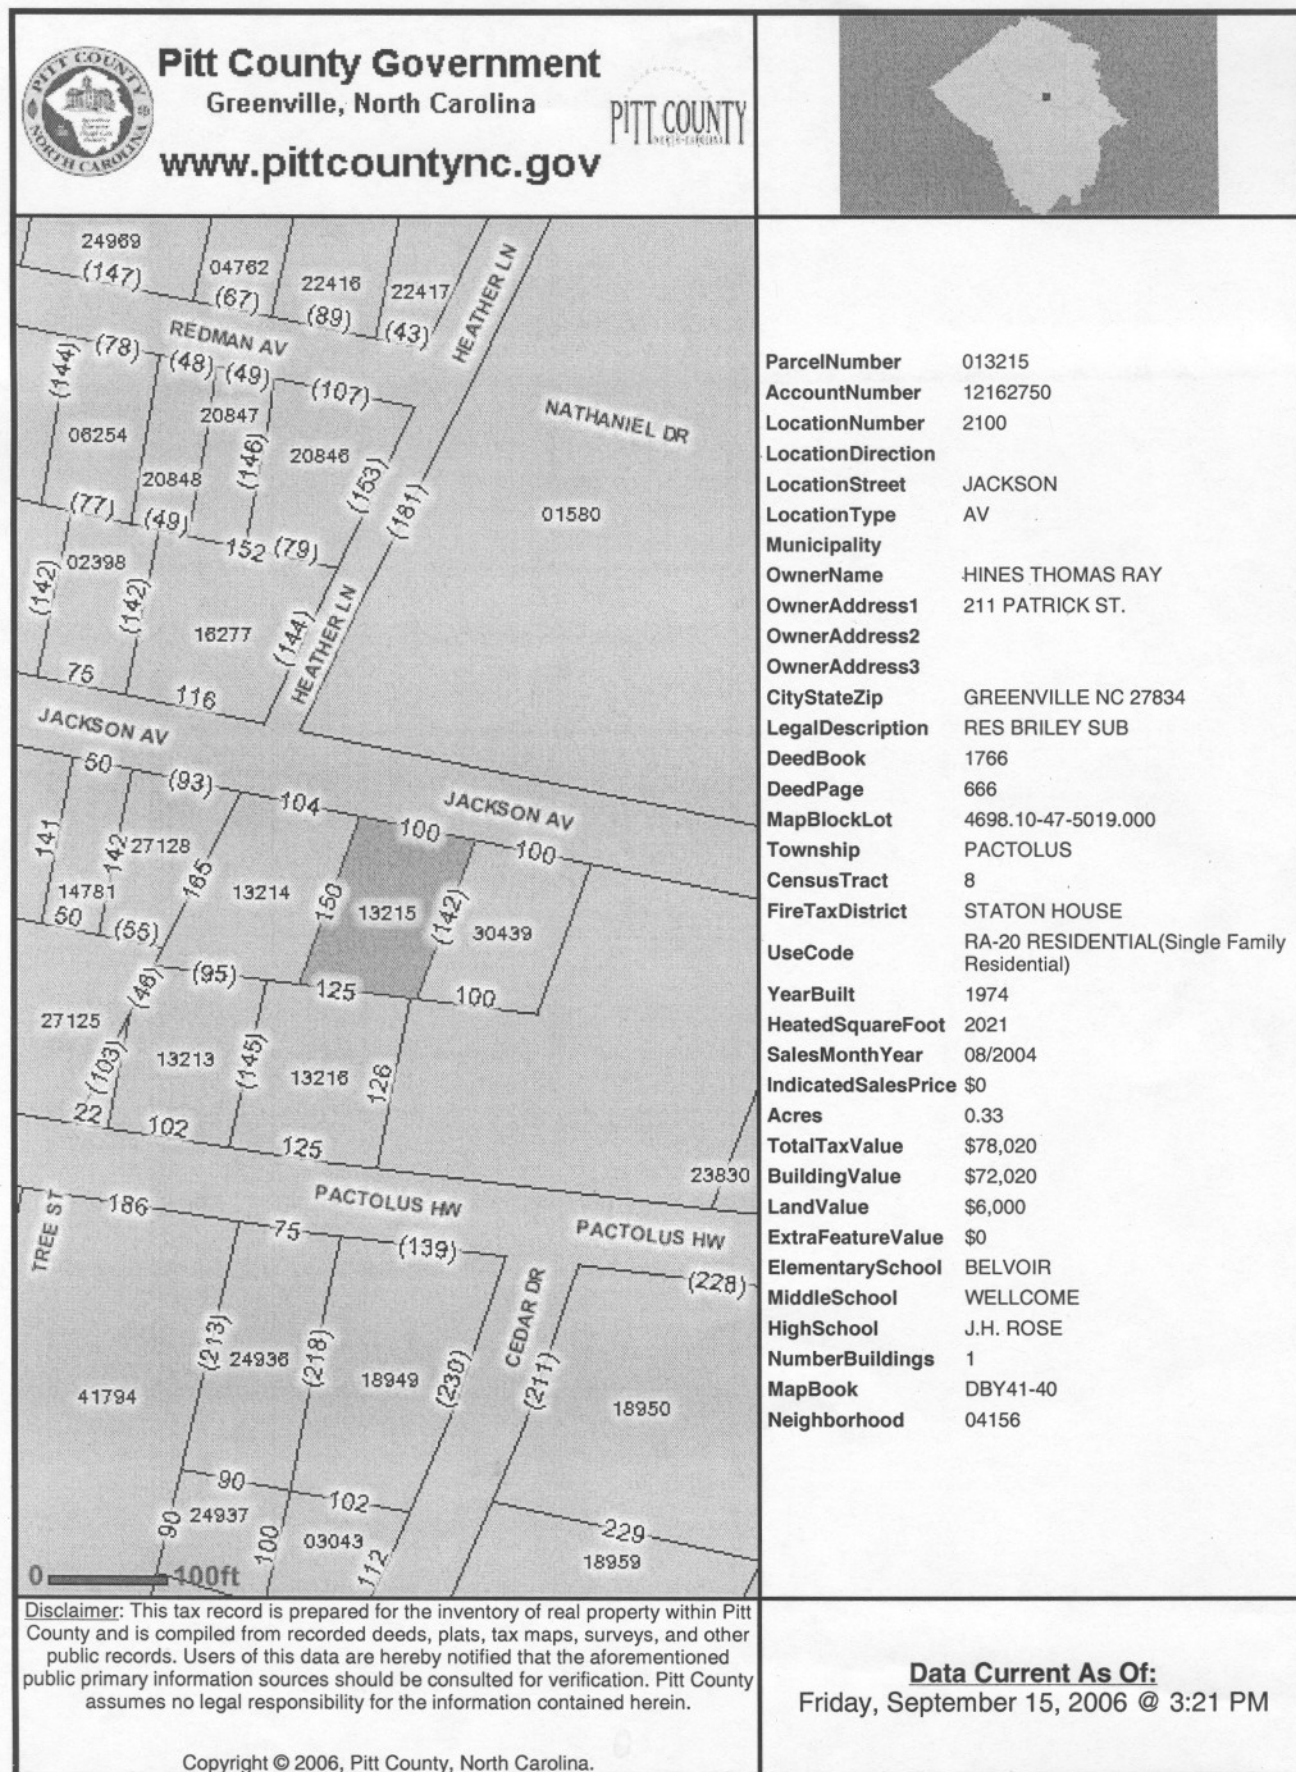 PITT COUNTY
NORTH CAROLINA
Pitt County Government
Greenville, North Carolina
www.pittcountync.gov
PITT COUNTY
24969
(147)
04762
(67)
22416
(89)
22417
(43)
HEATHER LN
REDMAN AV
(78)
(48)
(49)
(107)
(144)
06254
20848
20847
(146)
20846
(153)
(181)
NATHANIEL DR
01580
(77)
(49)
152
(79)
(142)
02398
(142)
16277
(144)
HEATHER LN
75
116
JACKSON AV
JACKSON AV
50
(93)
104
100
100
141
14781
142
27128
165
13214
150
13215
(142)
30439
50
(55)
(95)
125
100
(46)
27125
(103)
13213
(145)
13216
126
22
102
125
23830
PACTOLUS HW
PACTOLUS HW
TREE ST
186
75
(139)
CEDAR DR
(228)
41794
(213)
24936
(218)
18949
(230)
(211)
18950
90
102
90
24937
100
03043
112
229
18959
0
100ft
ParcelNumber 013215
AccountNumber 12162750
LocationNumber 2100
LocationDirection
LocationStreet JACKSON
LocationType AV
Municipality
OwnerName HINES THOMAS RAY
OwnerAddress1 211 PATRICK ST.
OwnerAddress2
OwnerAddress3
CityStateZip GREENVILLE NC 27834
LegalDescription RES BRILEY SUB
DeedBook 1766
DeedPage 666
MapBlockLot 4698.10-47-5019.000
Township PACTOLUS
CensusTract 8
FireTaxDistrict STATON HOUSE
UseCode RA-20 RESIDENTIAL(Single Family
Residential)
YearBuilt 1974
HeatedSquareFoot 2021
SalesMonthYear 08/2004
IndicatedSalesPrice $0
Acres 0.33
TotalTaxValue $78,020
BuildingValue $72,020
LandValue $6,000
ExtraFeatureValue $0
ElementarySchool BELVOIR
MiddleSchool WELLCOME
HighSchool J.H. ROSE
NumberBuildings 1
MapBook DBY41-40
Neighborhood 04156
Disclaimer: This tax record is prepared for the inventory of real property within Pitt
County and is compiled from recorded deeds, plats, tax maps, surveys, and other
public records. Users of this data are hereby notified that the aforementioned
public primary information sources should be consulted for verification. Pitt County
assumes no legal responsibility for the information contained herein.
Copyright © 2006, Pitt County, North Carolina.
Data Current As Of:
Friday, September 15, 2006 @ 3:21 PM